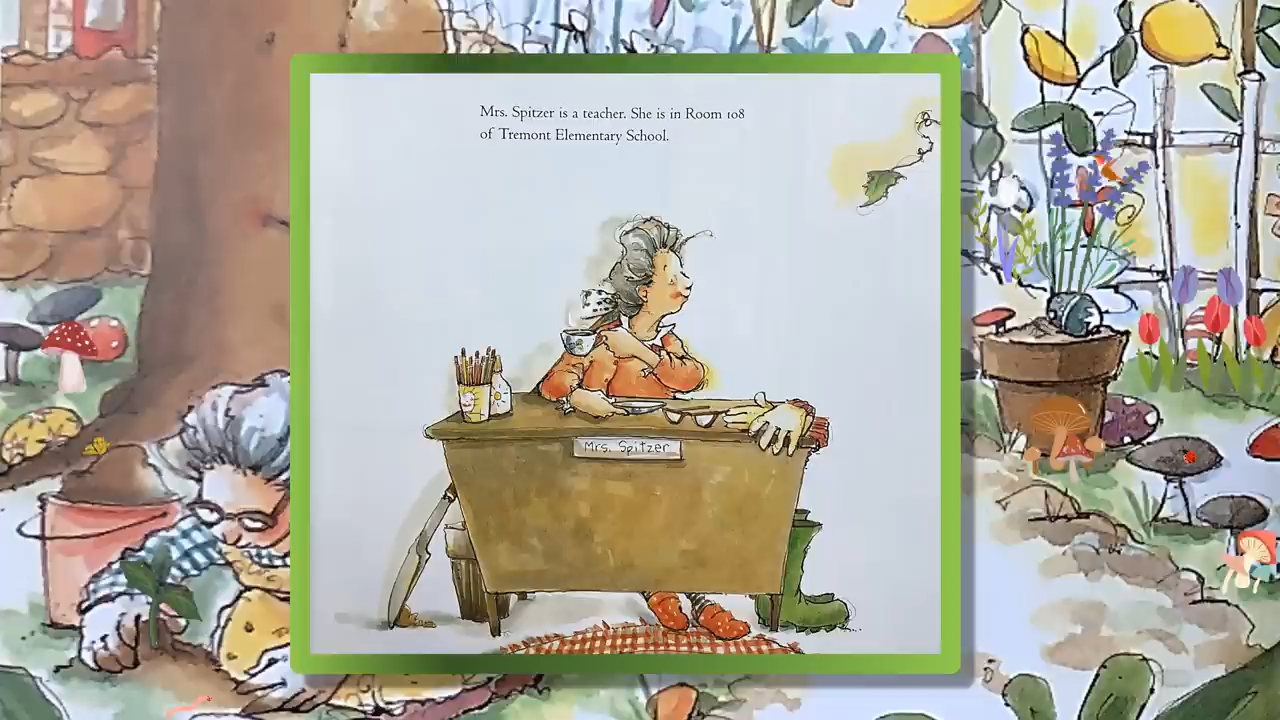 Mrs. Spitzer is a teacher. She is in Room 108
of Tremont Elementary School.
Mrs. Spitzer